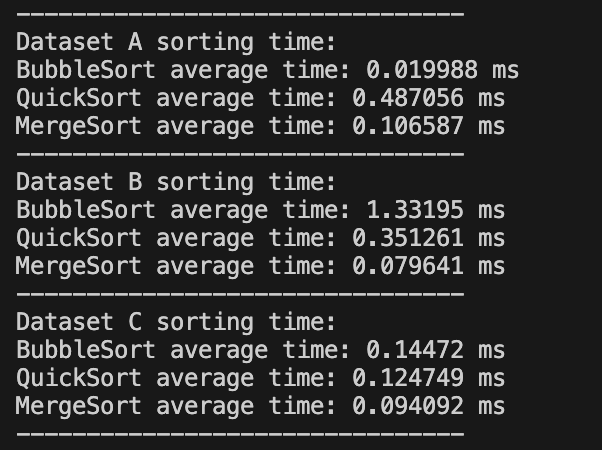 ---------------------------------
Dataset A sorting time:
BubbleSort average time: 0.019988 ms
QuickSort average time: 0.487056 ms
MergeSort average time: 0.106587 ms
---------------------------------
Dataset B sorting time:
BubbleSort average time: 1.33195 ms
QuickSort average time: 0.351261 ms
MergeSort average time: 0.079641 ms
---------------------------------
Dataset C sorting time:
BubbleSort average time: 0.14472 ms
QuickSort average time: 0.124749 ms
MergeSort average time: 0.094092 ms
---------------------------------